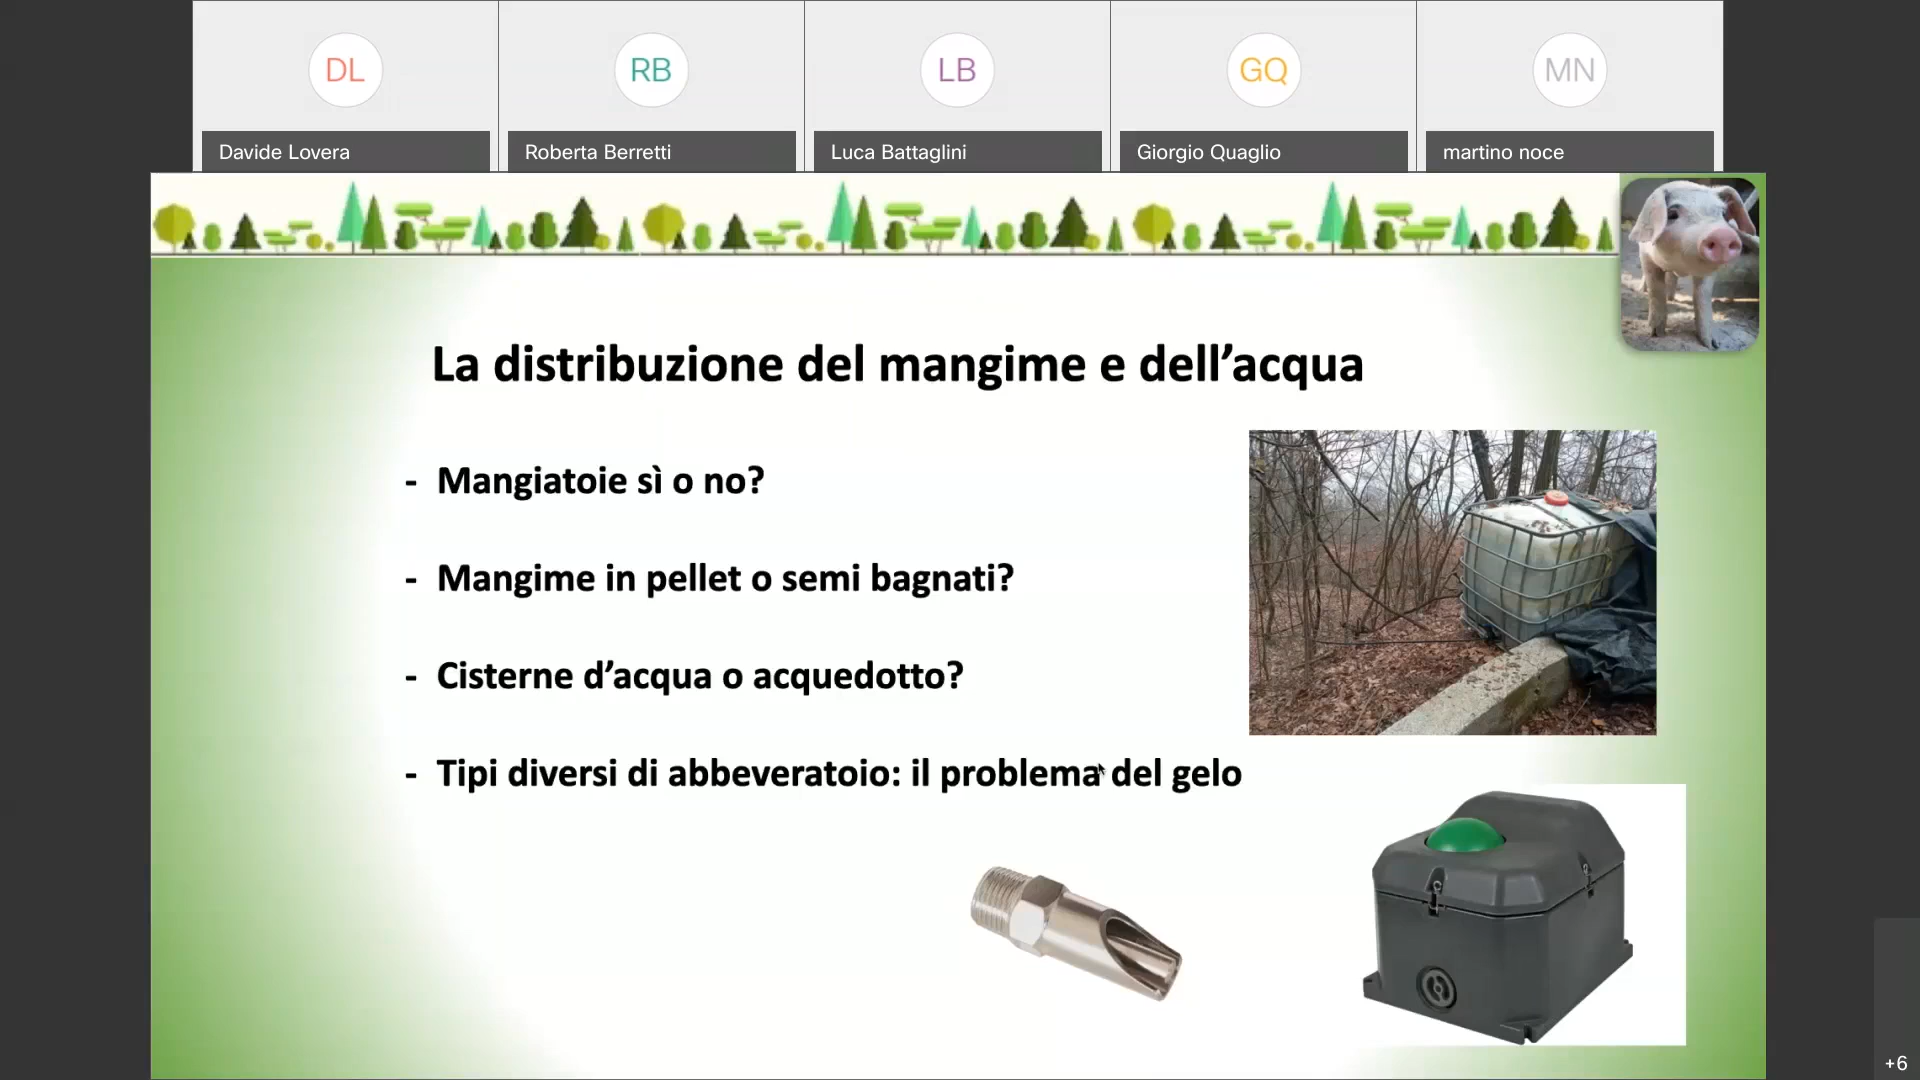 DL
RB
LB
GQ
MN
Davide Lovera
Roberta Berretti
Luca Battaglini
Giorgio Quaglio
martino noce
La distribuzione del mangime e dell’acqua
- Mangiatoie sì o no?
- Mangime in pellet o semi bagnati?
- Cisterne d’acqua o acquedotto?
- Tipi diversi di abbeveratoio: il problema del gelo
+6